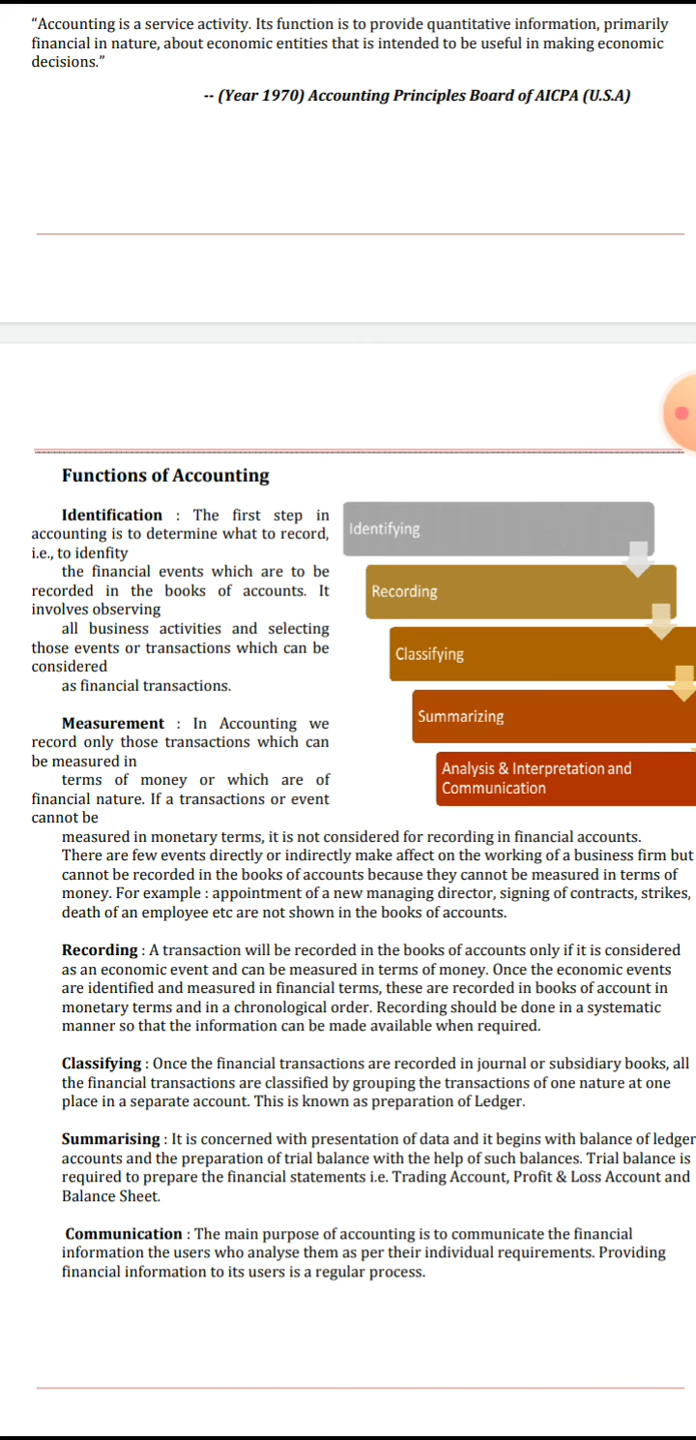 “Accounting is a service activity. Its function is to provide quantitative information, primarily
financial in nature, about economic entities that is intended to be useful in making economic
decisions.”
-- (Year 1970) Accounting Principles Board of AICPA (U.S.A)
Functions of Accounting
Identification : The first step in
accounting is to determine what to record,
i.e., to idenfity
the financial events which are to be
recorded in the books of accounts. It
involves observing
all business activities and selecting
those events or transactions which can be
considered
as financial transactions.
Measurement : In Accounting we
record only those transactions which can
be measured in
terms of money or which are of
financial nature. If a transactions or event
cannot be
Identifying
Recording
Classifying
Summarizing
Analysis & Interpretation and
Communication
measured in monetary terms, it is not considered for recording in financial accounts.
There are few events directly or indirectly make affect on the working of a business firm but
cannot be recorded in the books of accounts because they cannot be measured in terms of
money. For example : appointment of a new managing director, signing of contracts, strikes,
death of an employee etc are not shown in the books of accounts.
Recording : A transaction will be recorded in the books of accounts only if it is considered
as an economic event and can be measured in terms of money. Once the economic events
are identified and measured in financial terms, these are recorded in books of account in
monetary terms and in a chronological order. Recording should be done in a systematic
manner so that the information can be made available when required.
Classifying : Once the financial transactions are recorded in journal or subsidiary books, all
the financial transactions are classified by grouping the transactions of one nature at one
place in a separate account. This is known as preparation of Ledger.
Summarising : It is concerned with presentation of data and it begins with balance of ledger
accounts and the preparation of trial balance with the help of such balances. Trial balance is
required to prepare the financial statements i.e. Trading Account, Profit & Loss Account and
Balance Sheet.
Communication : The main purpose of accounting is to communicate the financial
information the users who analyse them as per their individual requirements. Providing
financial information to its users is a regular process.